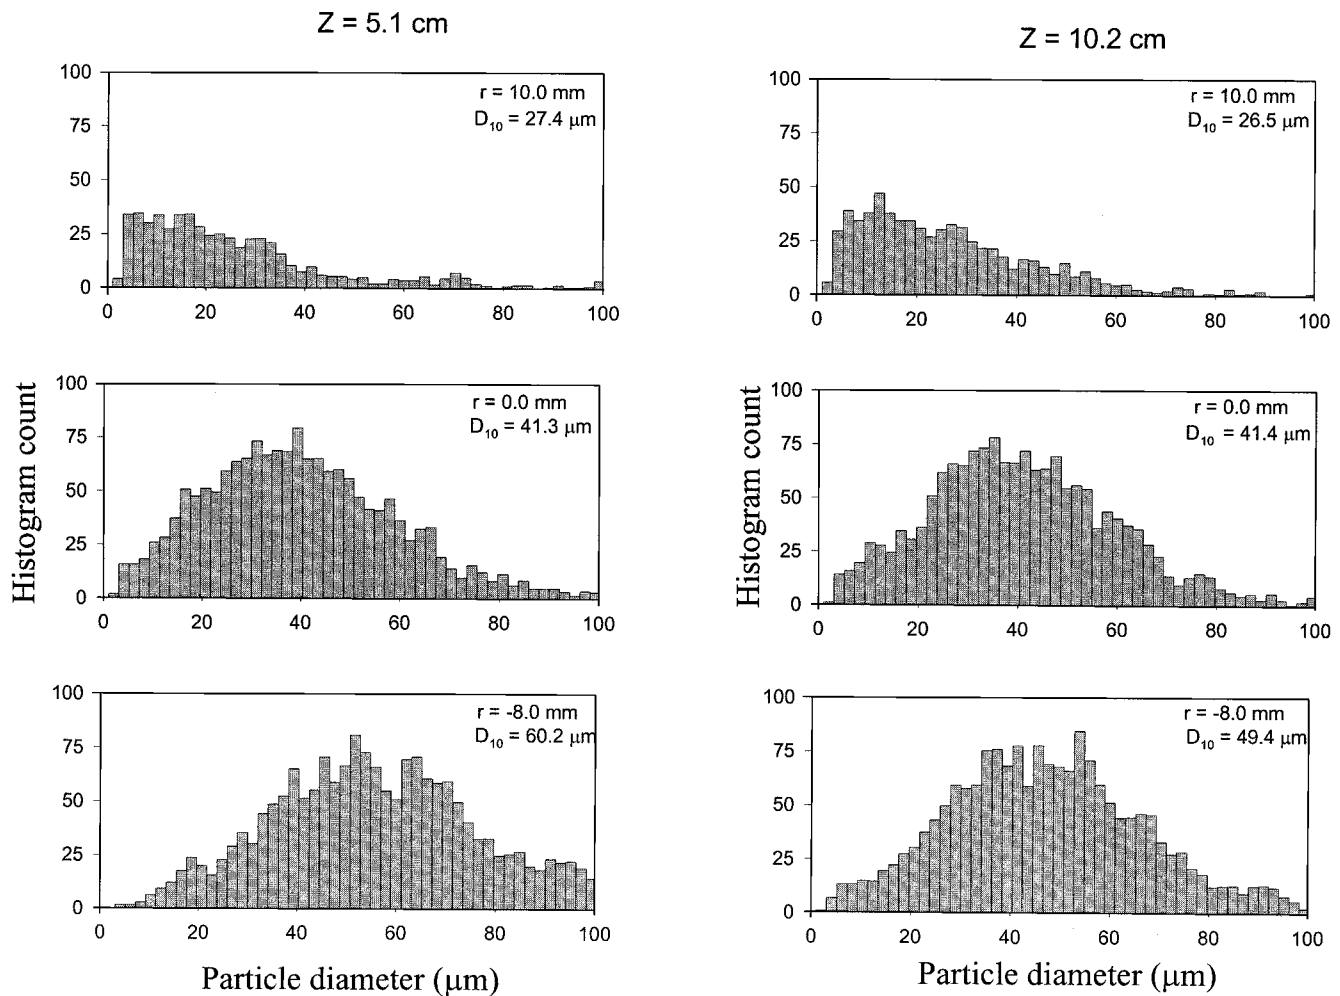 Z = 5.1 cm
100
75
50
25
0
0 20 40 60 80 100
r = 10.0 mm
D10 = 27.4 μm
Histogram count
100
75
50
25
0
0 20 40 60 80 100
r = 0.0 mm
D10 = 41.3 μm
100
75
50
25
0
0 20 40 60 80 100
r = -8.0 mm
D10 = 60.2 μm
Particle diameter (μm)
Z = 10.2 cm
100
75
50
25
0
0 20 40 60 80 100
r = 10.0 mm
D10 = 26.5 μm
Histogram count
100
75
50
25
0
0 20 40 60 80 100
r = 0.0 mm
D10 = 41.4 μm
100
75
50
25
0
0 20 40 60 80 100
r = -8.0 mm
D10 = 49.4 μm
Particle diameter (μm)